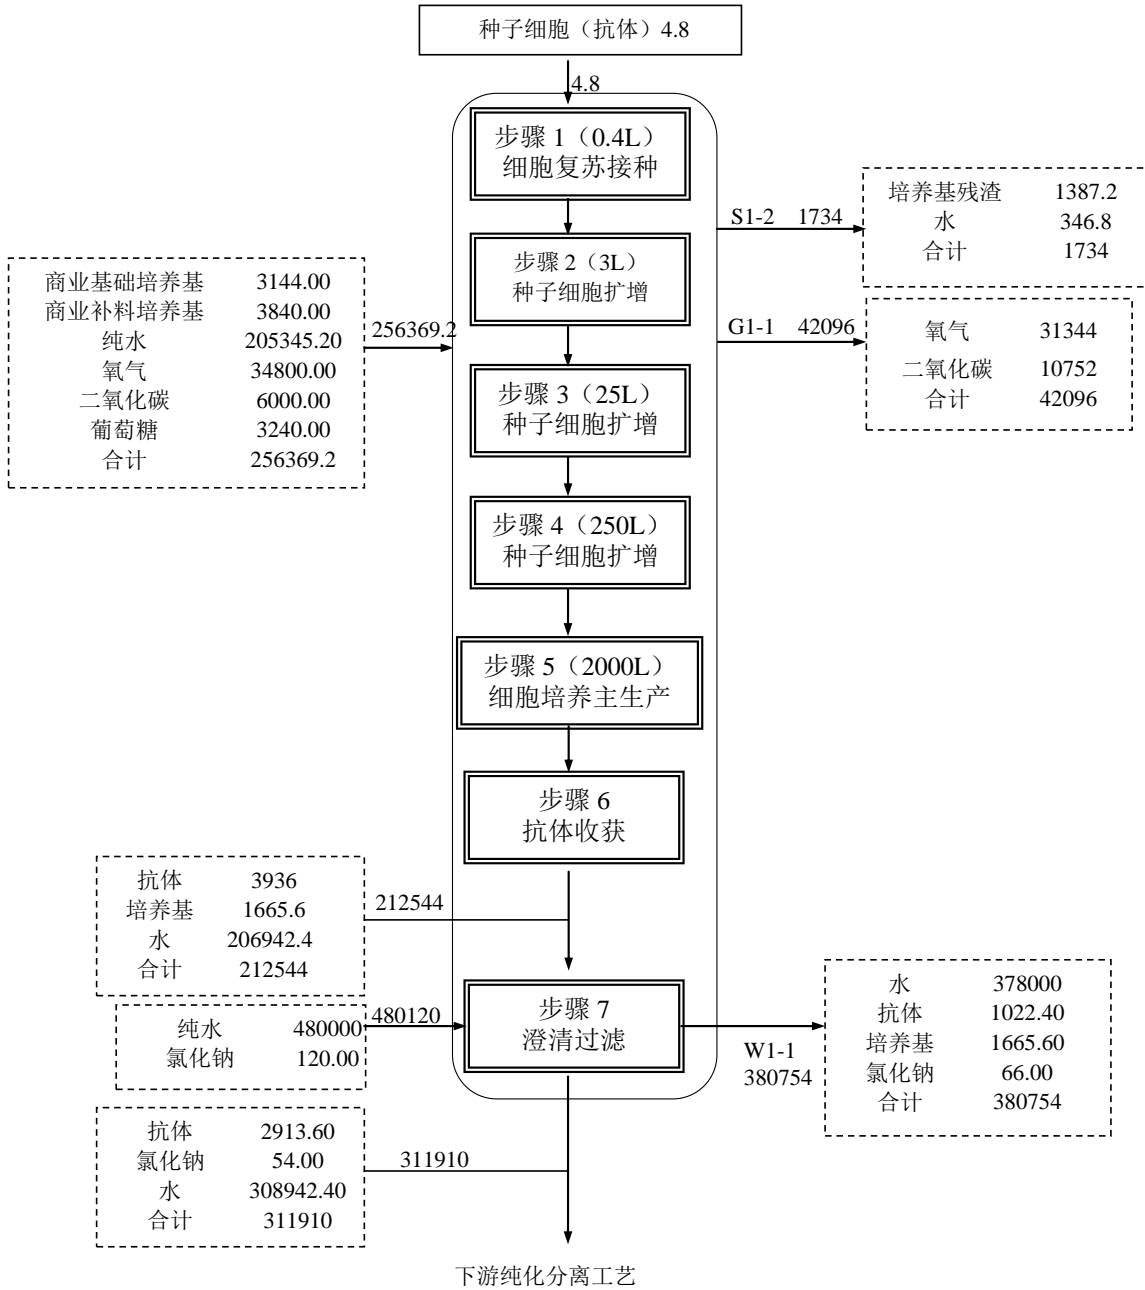 种子细胞（抗体）4.8
4.8
步骤 1（0.4L）
细胞复苏接种
S1-2 1734
培养基残渣 1387.2
水 346.8
合计 1734
步骤 2（3L）
种子细胞扩增
商业基础培养基 3144.00
商业补料培养基 3840.00
纯水 205345.20
氧气 34800.00
二氧化碳 6000.00
葡萄糖 3240.00
合计 256369.2
256369.2
G1-1 42096
氧气 31344
二氧化碳 10752
合计 42096
步骤 3（25L）
种子细胞扩增
步骤 4（250L）
种子细胞扩增
步骤 5（2000L）
细胞培养主生产
步骤 6
抗体收获
抗体 3936
培养基 1665.6
水 206942.4
合计 212544
212544
纯水 480000
氯化钠 120.00
480120
步骤 7
澄清过滤
W1-1
380754
水 378000
抗体 1022.40
培养基 1665.60
氯化钠 66.00
合计 380754
抗体 2913.60
氯化钠 54.00
水 308942.40
合计 311910
311910
下游纯化分离工艺